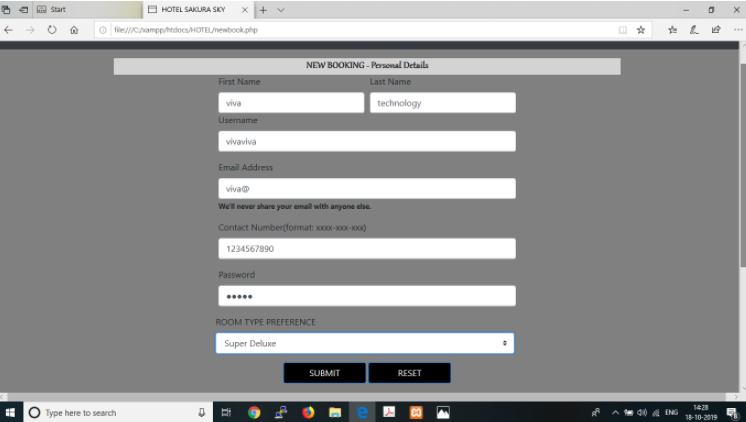 Start
HOTEL SAKURA SKY
file:///C:/xampp/htdocs/HOTEL/newbook.php
NEW BOOKING - Personal Details
First Name Last Name
viva technology
Username
vivaviva
Email Address
viva@
We'll never share your email with anyone else.
Contact Number(format: xxxx-xxx-xxx)
1234567890
Password
●●●●●
ROOM TYPE PREFERENCE
Super Deluxe
SUBMIT RESET
Type here to search
ENG
14:28
18-10-2019